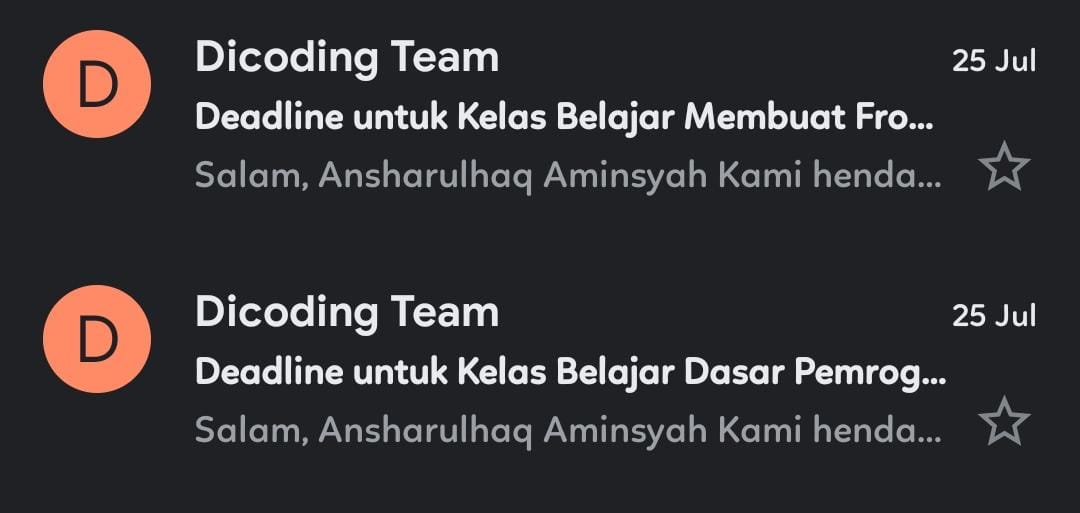 D
Dicoding Team
25 Jul
Deadline untuk Kelas Belajar Membuat Fro...
Salam, Ansharulhaq Aminsyah Kami henda...
D
Dicoding Team
25 Jul
Deadline untuk Kelas Belajar Dasar Pemrog...
Salam, Ansharulhaq Aminsyah Kami henda...